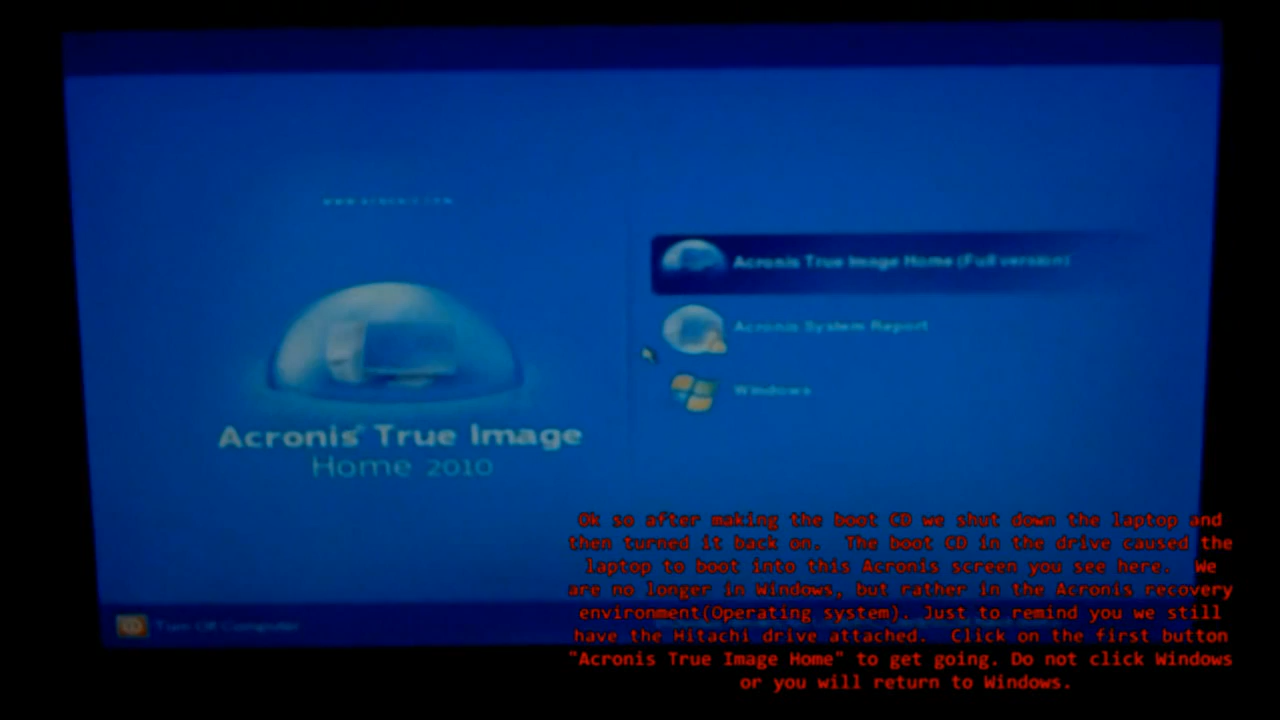 www.acronis.com
Acronis True Image Home (Full version)
Acronis System Report
Windows
Acronis True Image
Home 2010
Turn Off Computer
Ok so after making the boot CD we shut down the laptop and
then turned it back on.  The boot CD in the drive caused the
laptop to boot into this Acronis screen you see here.  We
are no longer in Windows, but rather in the Acronis recovery
environment(Operating system). Just to remind you we still
have the Hitachi drive attached.  Click on the first button
"Acronis True Image Home" to get going. Do not click Windows
or you will return to Windows.